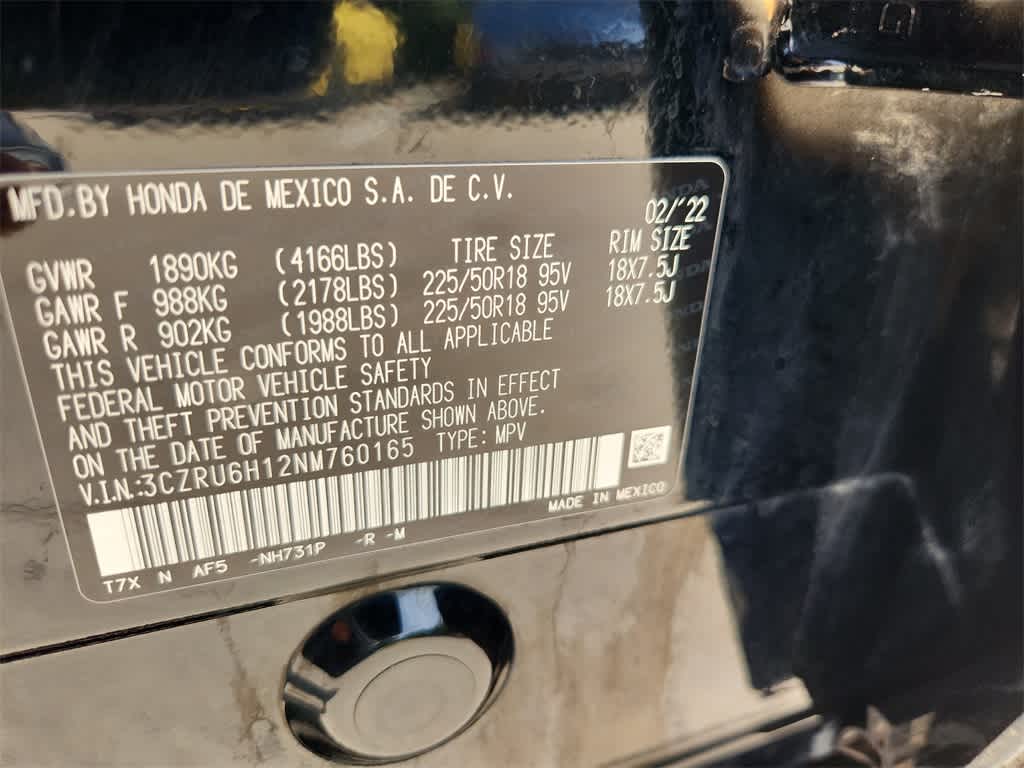 MFD.BY HONDA DE MEXICO S.A. DE C.V.
02/'22
GVWR 1890KG (4166LBS) TIRE SIZE RIM SIZE
GAWR F 988KG (2178LBS) 225/50R18 95V 18X7.5J
GAWR R 902KG (1988LBS) 225/50R18 95V 18X7.5J
THIS VEHICLE CONFORMS TO ALL APPLICABLE
FEDERAL MOTOR VEHICLE SAFETY
AND THEFT PREVENTION STANDARDS IN EFFECT
ON THE DATE OF MANUFACTURE SHOWN ABOVE.
V.I.N.:3CZRU6H12NM760165 TYPE: MPV
MADE IN MEXICO
T7X N AF5 -NH731P -R -M